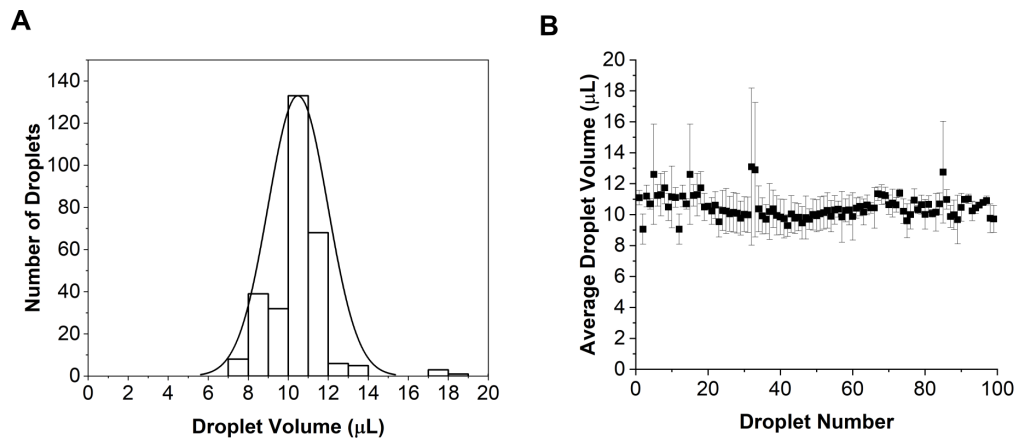 A
Number of Droplets
140
120
100
80
60
40
20
0
0 2 4 6 8 10 12 14 16 18 20
Droplet Volume (μL)
B
Average Droplet Volume (μL)
20
18
16
14
12
10
8
6
4
2
0
0 20 40 60 80 100
Droplet Number